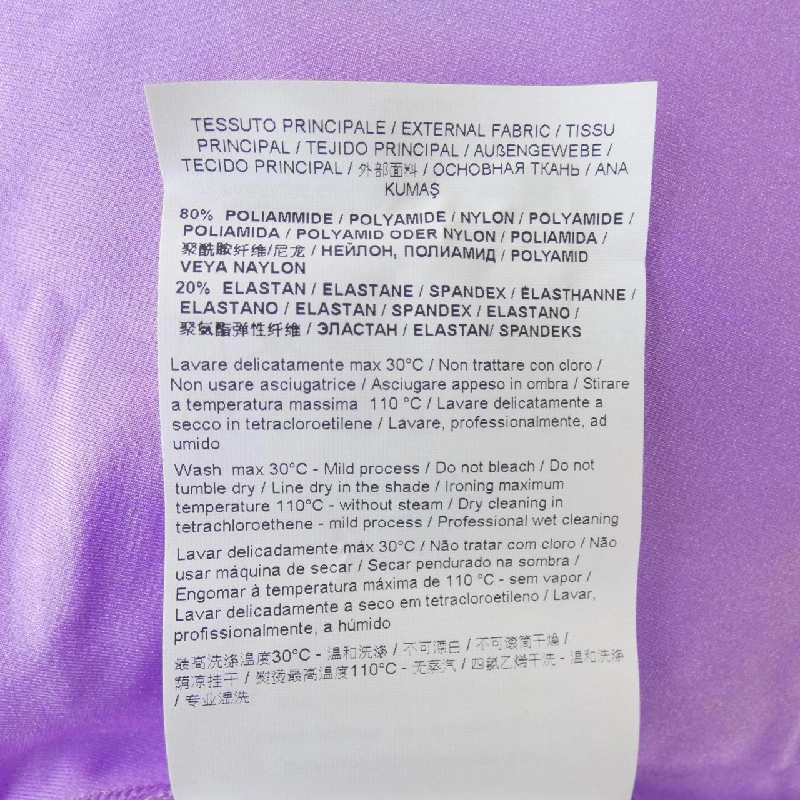 TESSUTO PRINCIPALE / EXTERNAL FABRIC / TISSU
PRINCIPAL / TEJIDO PRINCIPAL / AUßENGEWEBE /
TECIDO PRINCIPAL / 外部面料 / ОСНОВНАЯ ТКАНЬ / ANA
KUMAŞ
80% POLIAMMIDE / POLYAMIDE / NYLON / POLYAMIDE /
POLIAMIDA / POLYAMID ODER NYLON / POLIAMIDA /
聚酰胺纤维/尼龙 / НЕЙЛОН, ПОЛИАМИД / POLYAMID
VEYA NAYLON
20% ELASTAN / ELASTANE / SPANDEX / ÉLASTHANNE /
ELASTANO / ELASTAN / SPANDEX / ELASTANO /
聚氨酯弹性纤维 / ЭЛАСТАН / ELASTAN/ SPANDEKS
Lavare delicatamente max 30°C / Non trattare con cloro /
Non usare asciugatrice / Asciugare appeso in ombra / Stirare
a temperatura massima 110 °C / Lavare delicatamente a
secco in tetracloroetilene / Lavare, professionalmente, ad
umido
Wash max 30°C - Mild process / Do not bleach / Do not
tumble dry / Line dry in the shade / Ironing maximum
temperature 110°C - without steam / Dry cleaning in
tetrachloroethene - mild process / Professional wet cleaning
Lavar delicadamente máx 30°C / Não tratar com cloro / Não
usar máquina de secar / Secar pendurado na sombra /
Engomar à temperatura máxima de 110 °C - sem vapor /
Lavar delicadamente a seco em tetracloroetileno / Lavar,
profissionalmente, a húmido
最高洗涤温度30°C - 温和洗涤 / 不可漂白 / 不可滚筒干燥 /
荫凉挂干 / 熨烫最高温度110°C - 无蒸汽 / 四氯乙烯干洗 - 温和洗涤
/ 专业湿洗